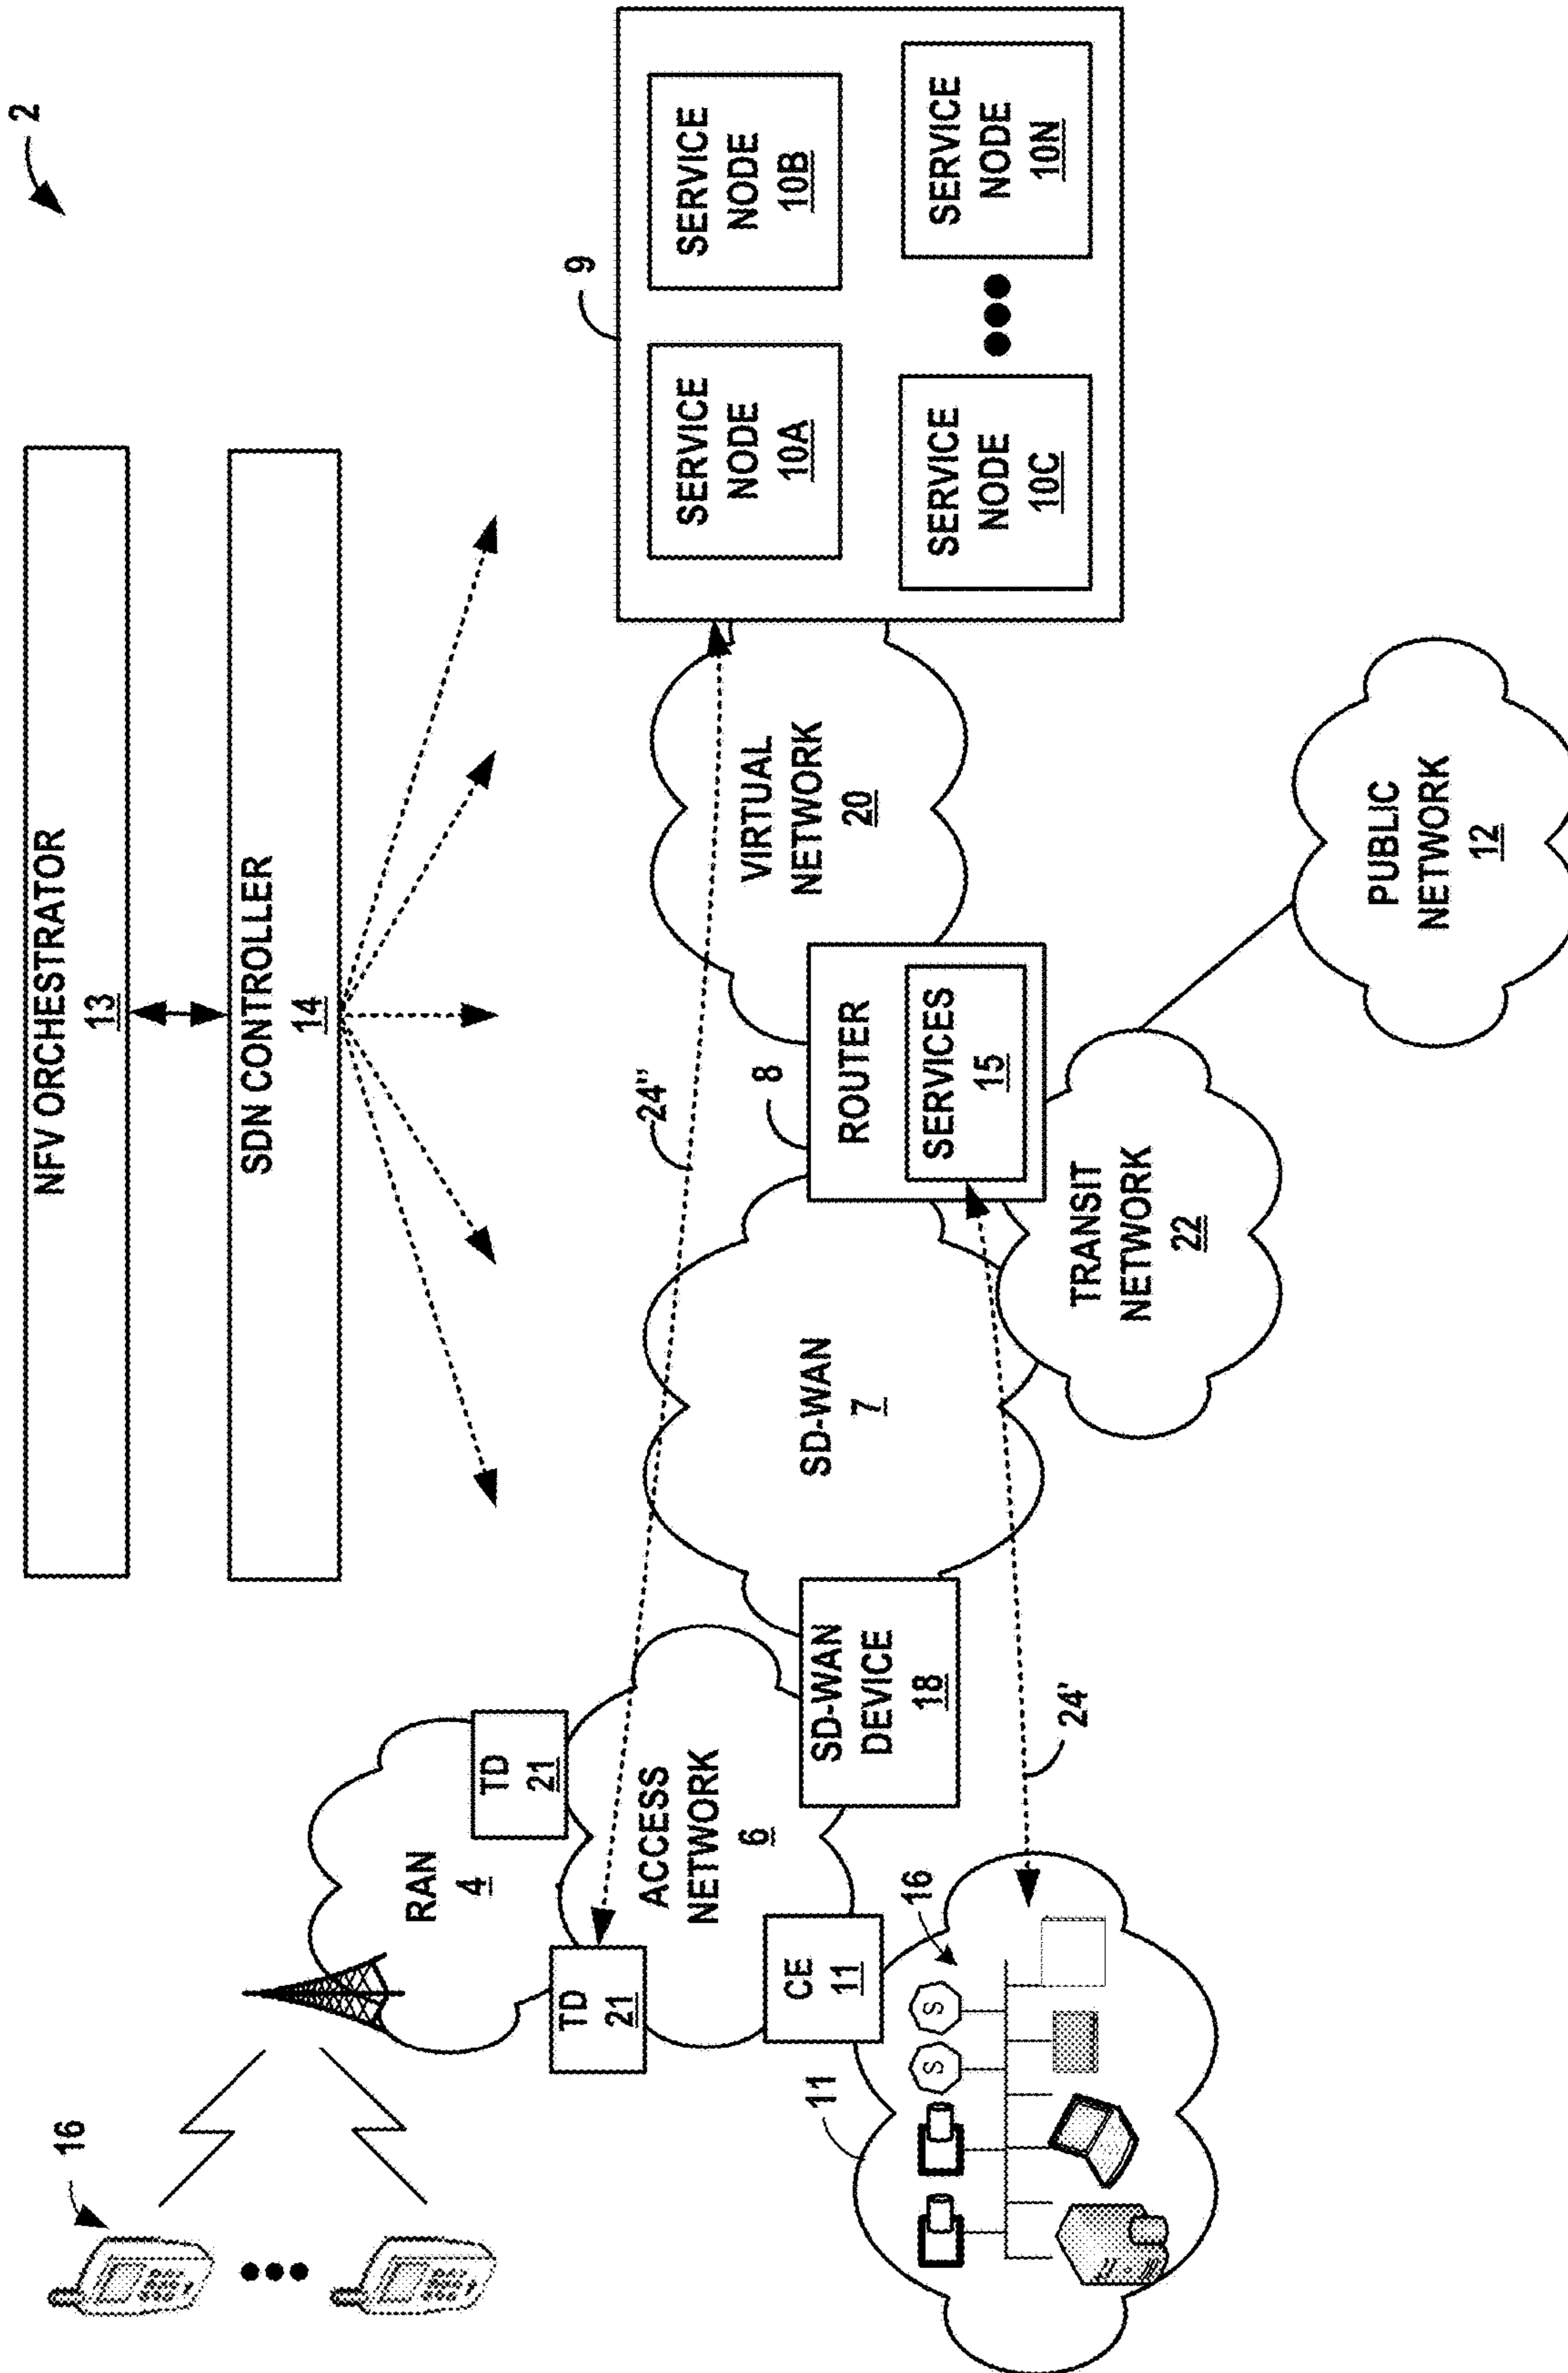 2
NFV ORCHESTRATOR
13
SDN CONTROLLER
14
16
RAN
4
TD
21
TD
21
24"
9
SERVICE
NODE
10A
SERVICE
NODE
10B
SERVICE
NODE
10C
SERVICE
NODE
10N
ACCESS
NETWORK
6
SD-WAN
7
8
ROUTER
SERVICES
15
VIRTUAL
NETWORK
20
CE
11
SD-WAN
DEVICE
18
11
16
S
S
24'
TRANSIT
NETWORK
22
PUBLIC
NETWORK
12